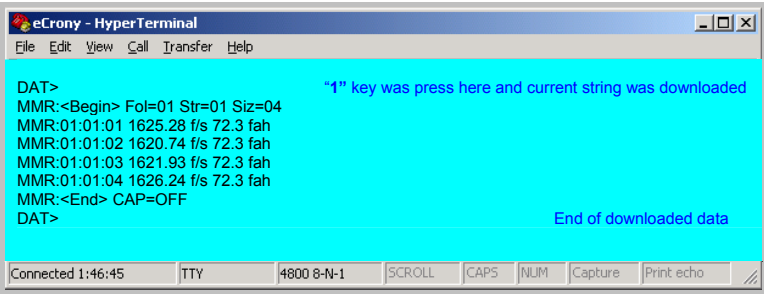 eCrony - HyperTerminal
File Edit View Call Transfer Help
DAT> “1” key was press here and current string was downloaded
MMR:<Begin> Fol=01 Str=01 Siz=04
MMR:01:01:01 1625.28 f/s 72.3 fah
MMR:01:01:02 1620.74 f/s 72.3 fah
MMR:01:01:03 1621.93 f/s 72.3 fah
MMR:01:01:04 1626.24 f/s 72.3 fah
MMR:<End> CAP=OFF
DAT> End of downloaded data
Connected 1:46:45 TTY 4800 8-N-1 SCROLL CAPS NUM Capture Print echo